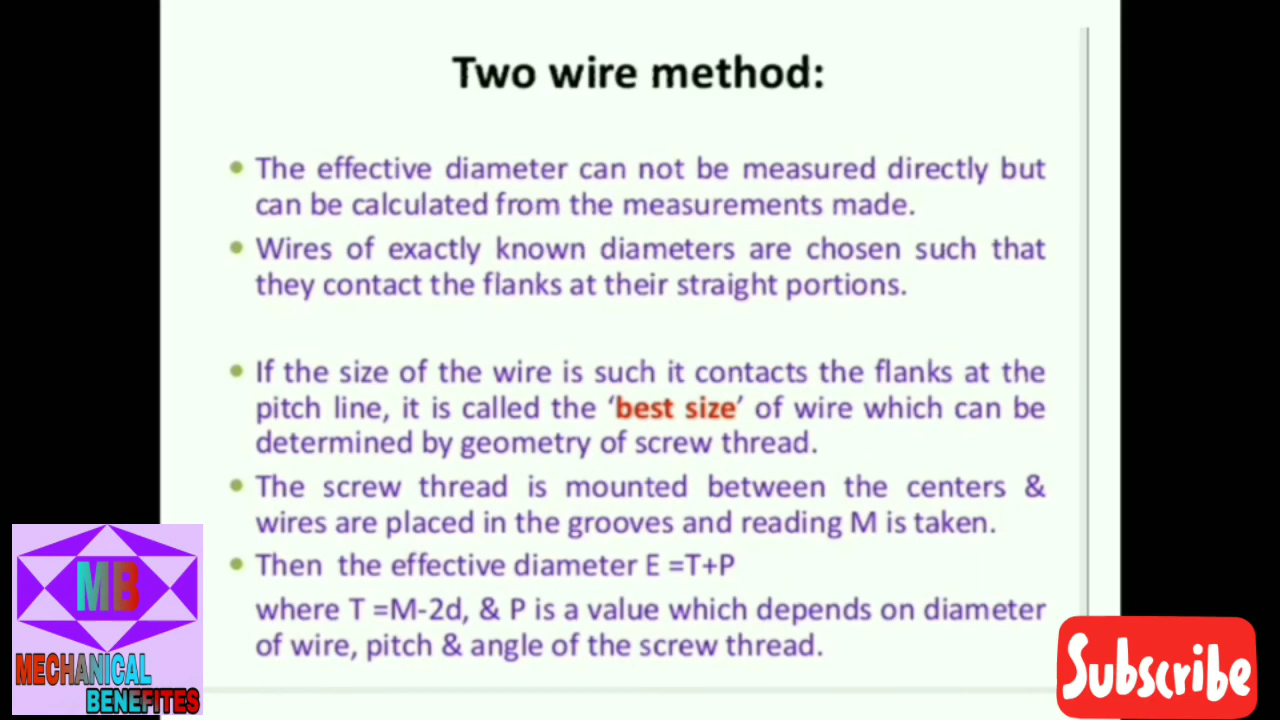 Two wire method:
The effective diameter can not be measured directly but
can be calculated from the measurements made.
Wires of exactly known diameters are chosen such that
they contact the flanks at their straight portions.
If the size of the wire is such it contacts the flanks at the
pitch line, it is called the ‘best size’ of wire which can be
determined by geometry of screw thread.
The screw thread is mounted between the centers &
wires are placed in the grooves and reading M is taken.
Then the effective diameter E =T+P
where T =M-2d, & P is a value which depends on diameter
of wire, pitch & angle of the screw thread.
MB
MECHANICAL
BENEFITES
Subscribe